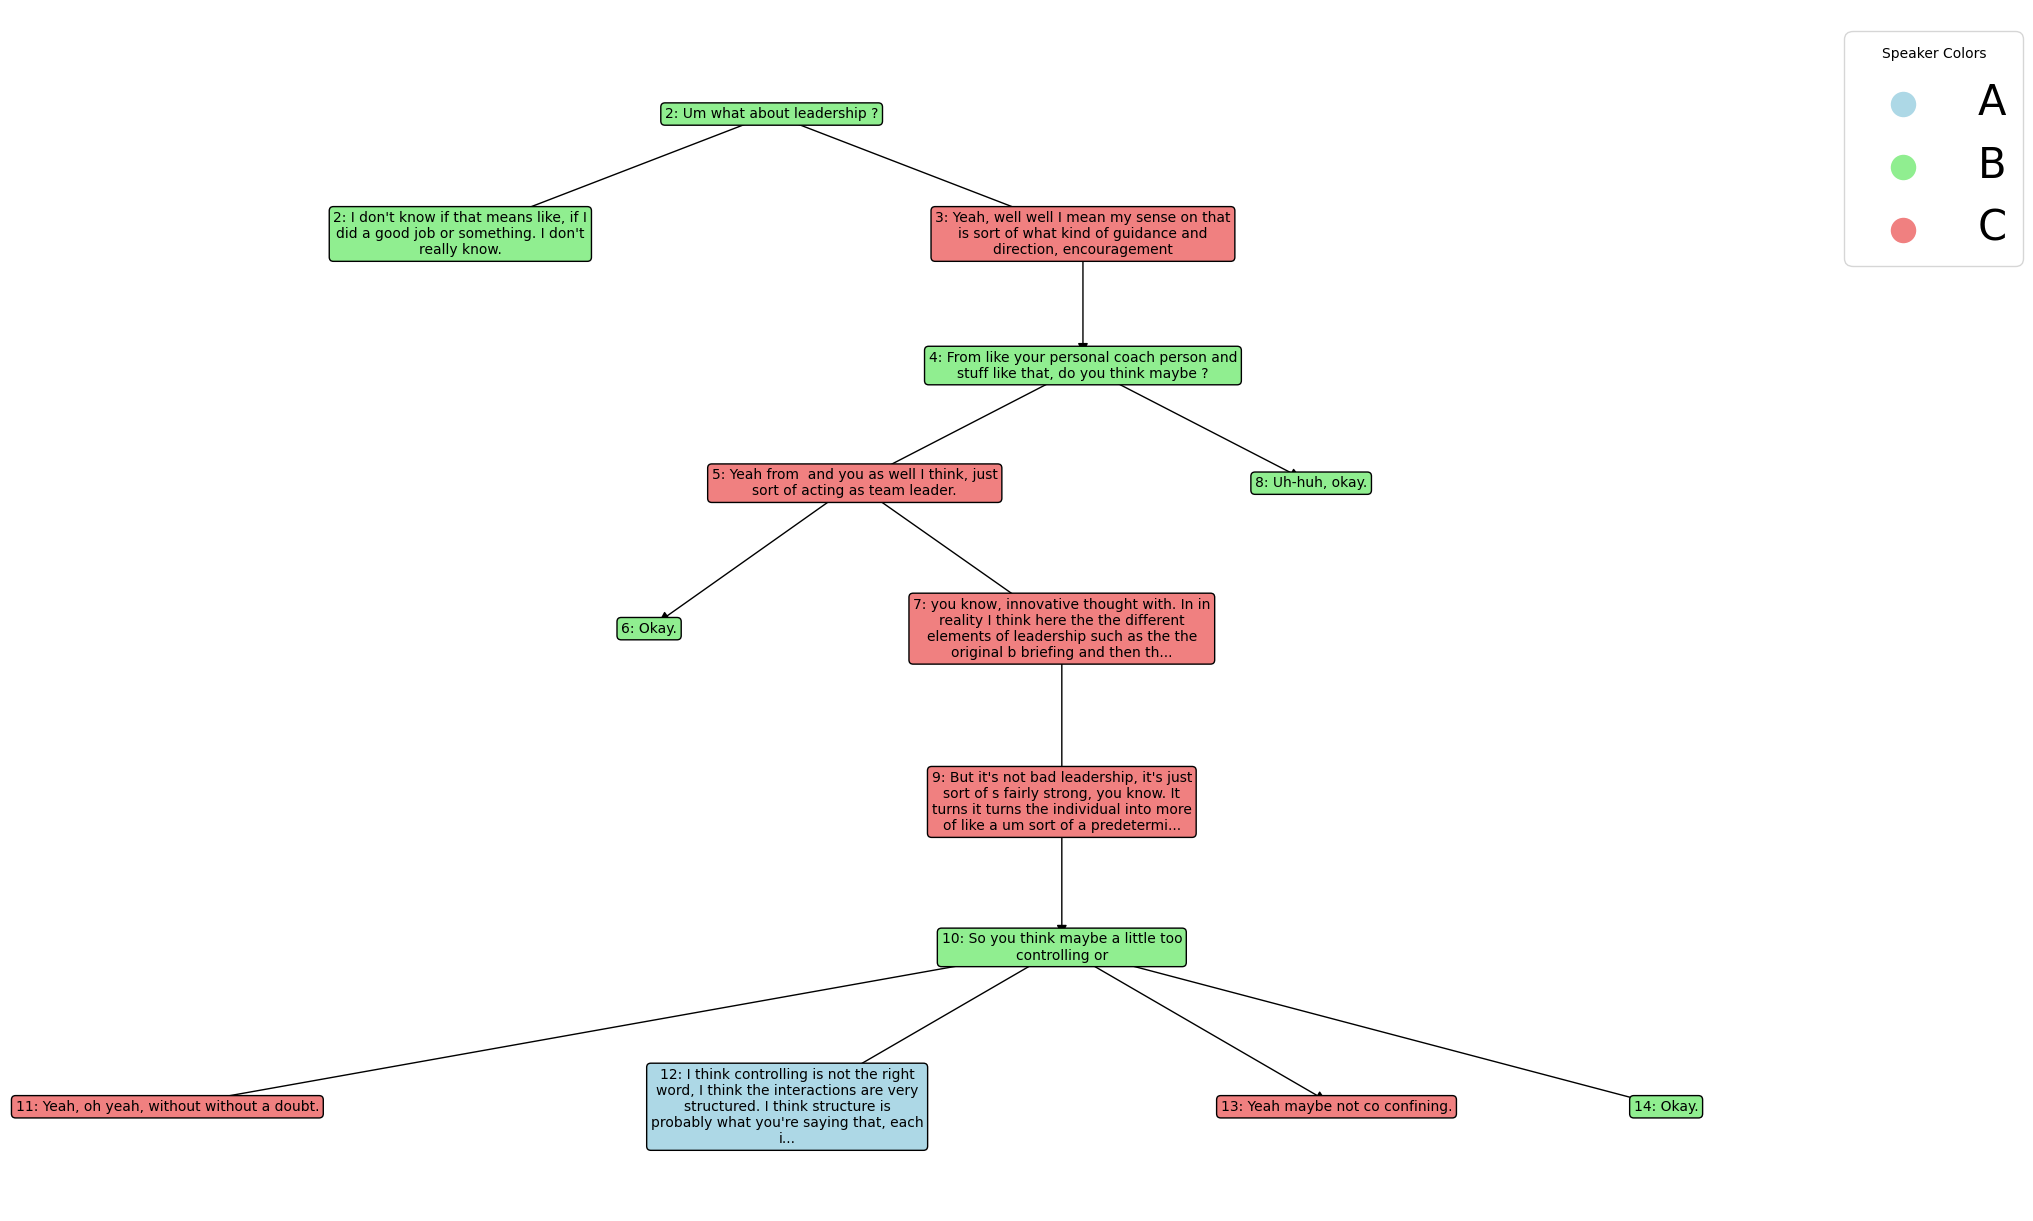 Speaker Colors
A
B
C
2: Um what about leadership ?
2: I don't know if that means like, if I
did a good job or something. I don't
really know.
3: Yeah, well well I mean my sense on that
is sort of what kind of guidance and
direction, encouragement
4: From like your personal coach person and
stuff like that, do you think maybe ?
5: Yeah from  and you as well I think, just
sort of acting as team leader.
8: Uh-huh, okay.
6: Okay.
7: you know, innovative thought with. In in
reality I think here the the different
elements of leadership such as the the
original b briefing and then th...
9: But it's not bad leadership, it's just
sort of s fairly strong, you know. It
turns it turns the individual into more
of like a um sort of a predetermi...
10: So you think maybe a little too
controlling or
11: Yeah, oh yeah, without without a doubt.
12: I think controlling is not the right
word, I think the interactions are very
structured. I think structure is
probably what you're saying that, each
i...
13: Yeah maybe not co confining.
14: Okay.